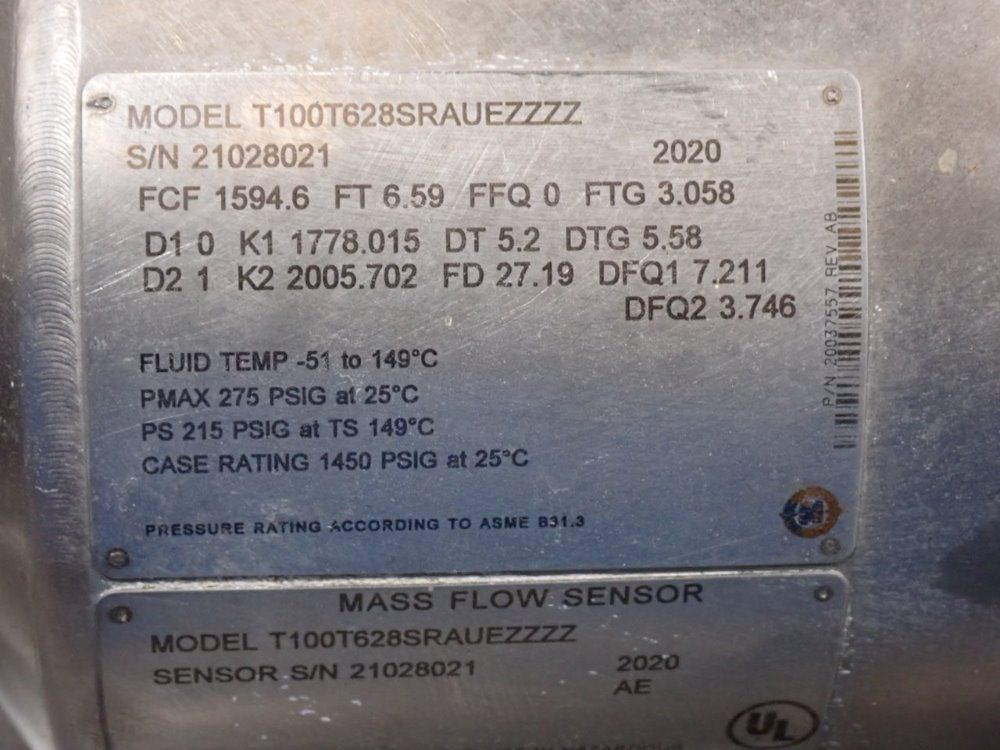 MODEL T100T628SRAUEZZZZ
S/N 21028021 2020
FCF 1594.6 FT 6.59 FFQ 0 FTG 3.058
D1 0 K1 1778.015 DT 5.2 DTG 5.58
D2 1 K2 2005.702 FD 27.19 DFQ1 7.211
DFQ2 3.746
FLUID TEMP -51 to 149°C
PMAX 275 PSIG at 25°C
PS 215 PSIG at TS 149°C
CASE RATING 1450 PSIG at 25°C
PRESSURE RATING ACCORDING TO ASME B31.3
P/N 20037557 REV AB
MASS FLOW SENSOR
MODEL T100T628SRAUEZZZZ
SENSOR S/N 21028021 2020
AE
UL